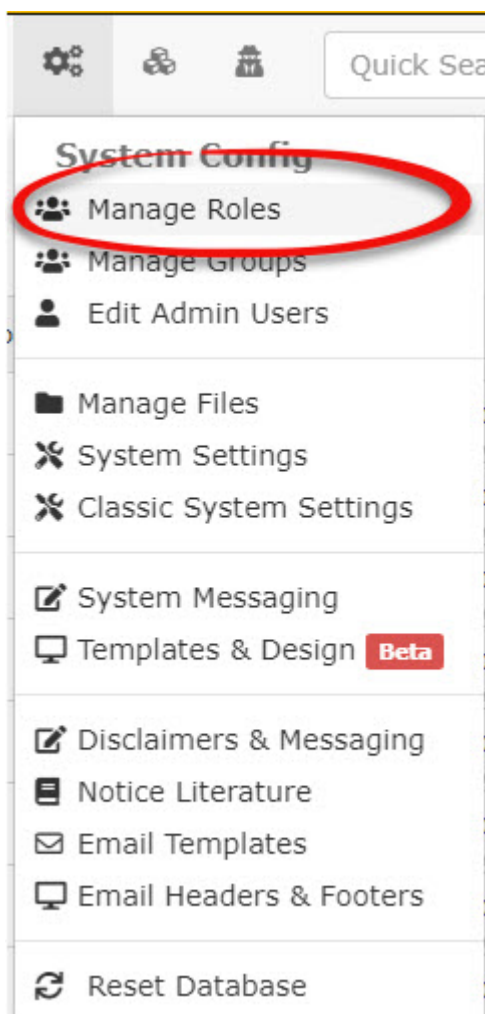 Quick Sea
System Config
Manage Roles
Manage Groups
Edit Admin Users
Manage Files
System Settings
Classic System Settings
System Messaging
Templates & Design Beta
Disclaimers & Messaging
Notice Literature
Email Templates
Email Headers & Footers
Reset Database